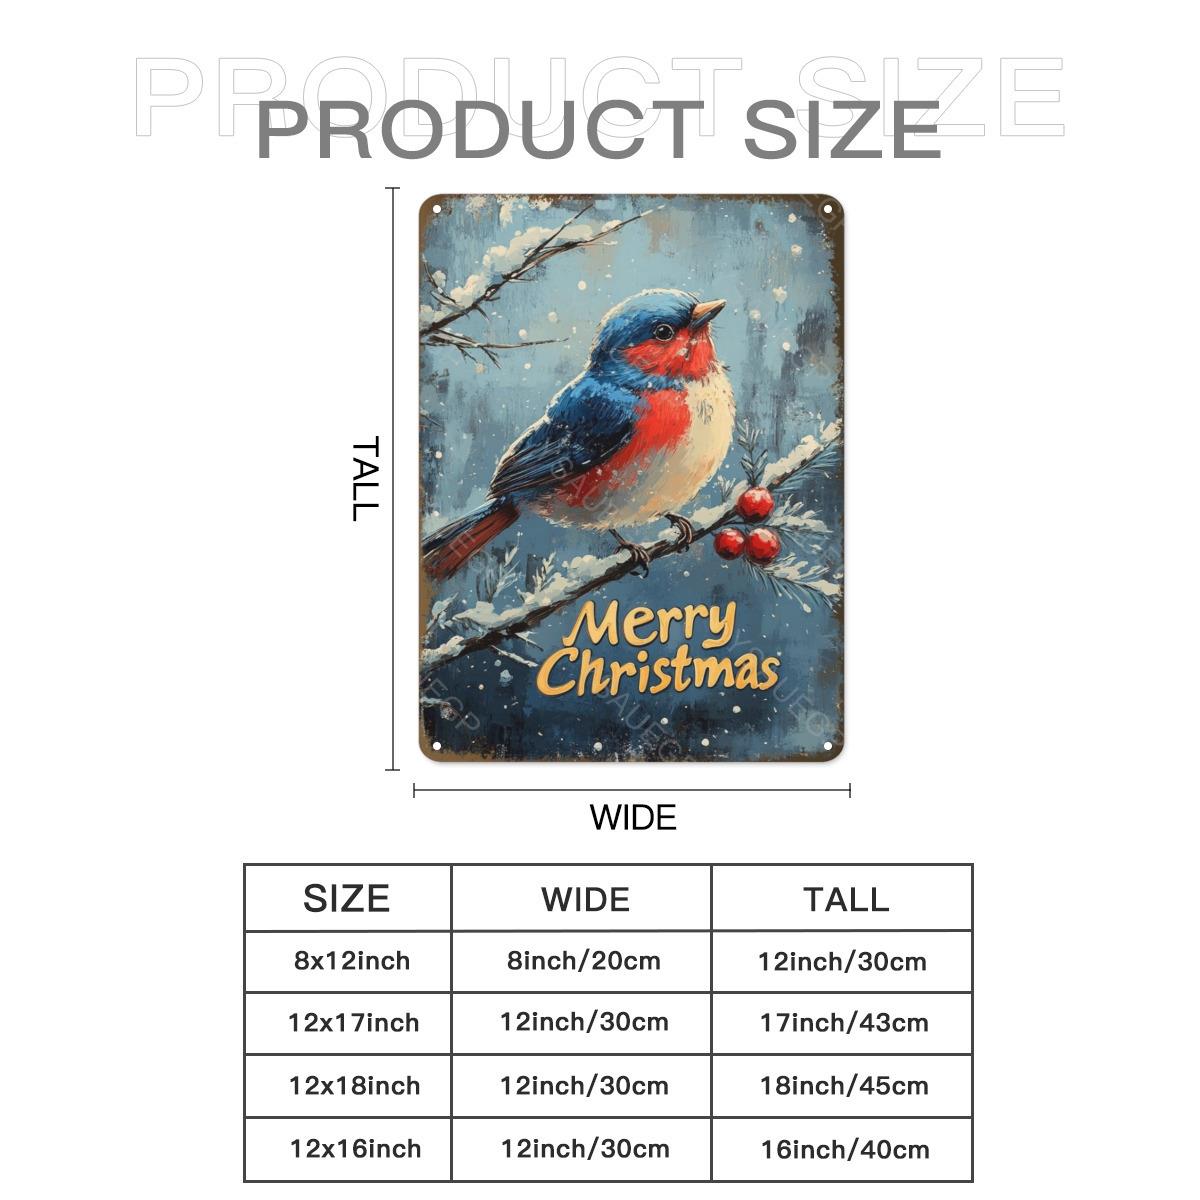 PRODUCT SIZE
PRODUCT SIZE
TALL
Merry
Christmas
WIDE
SIZE WIDE TALL
8x12inch 8inch/20cm 12inch/30cm
12x17inch 12inch/30cm 17inch/43cm
12x18inch 12inch/30cm 18inch/45cm
12x16inch 12inch/30cm 16inch/40cm